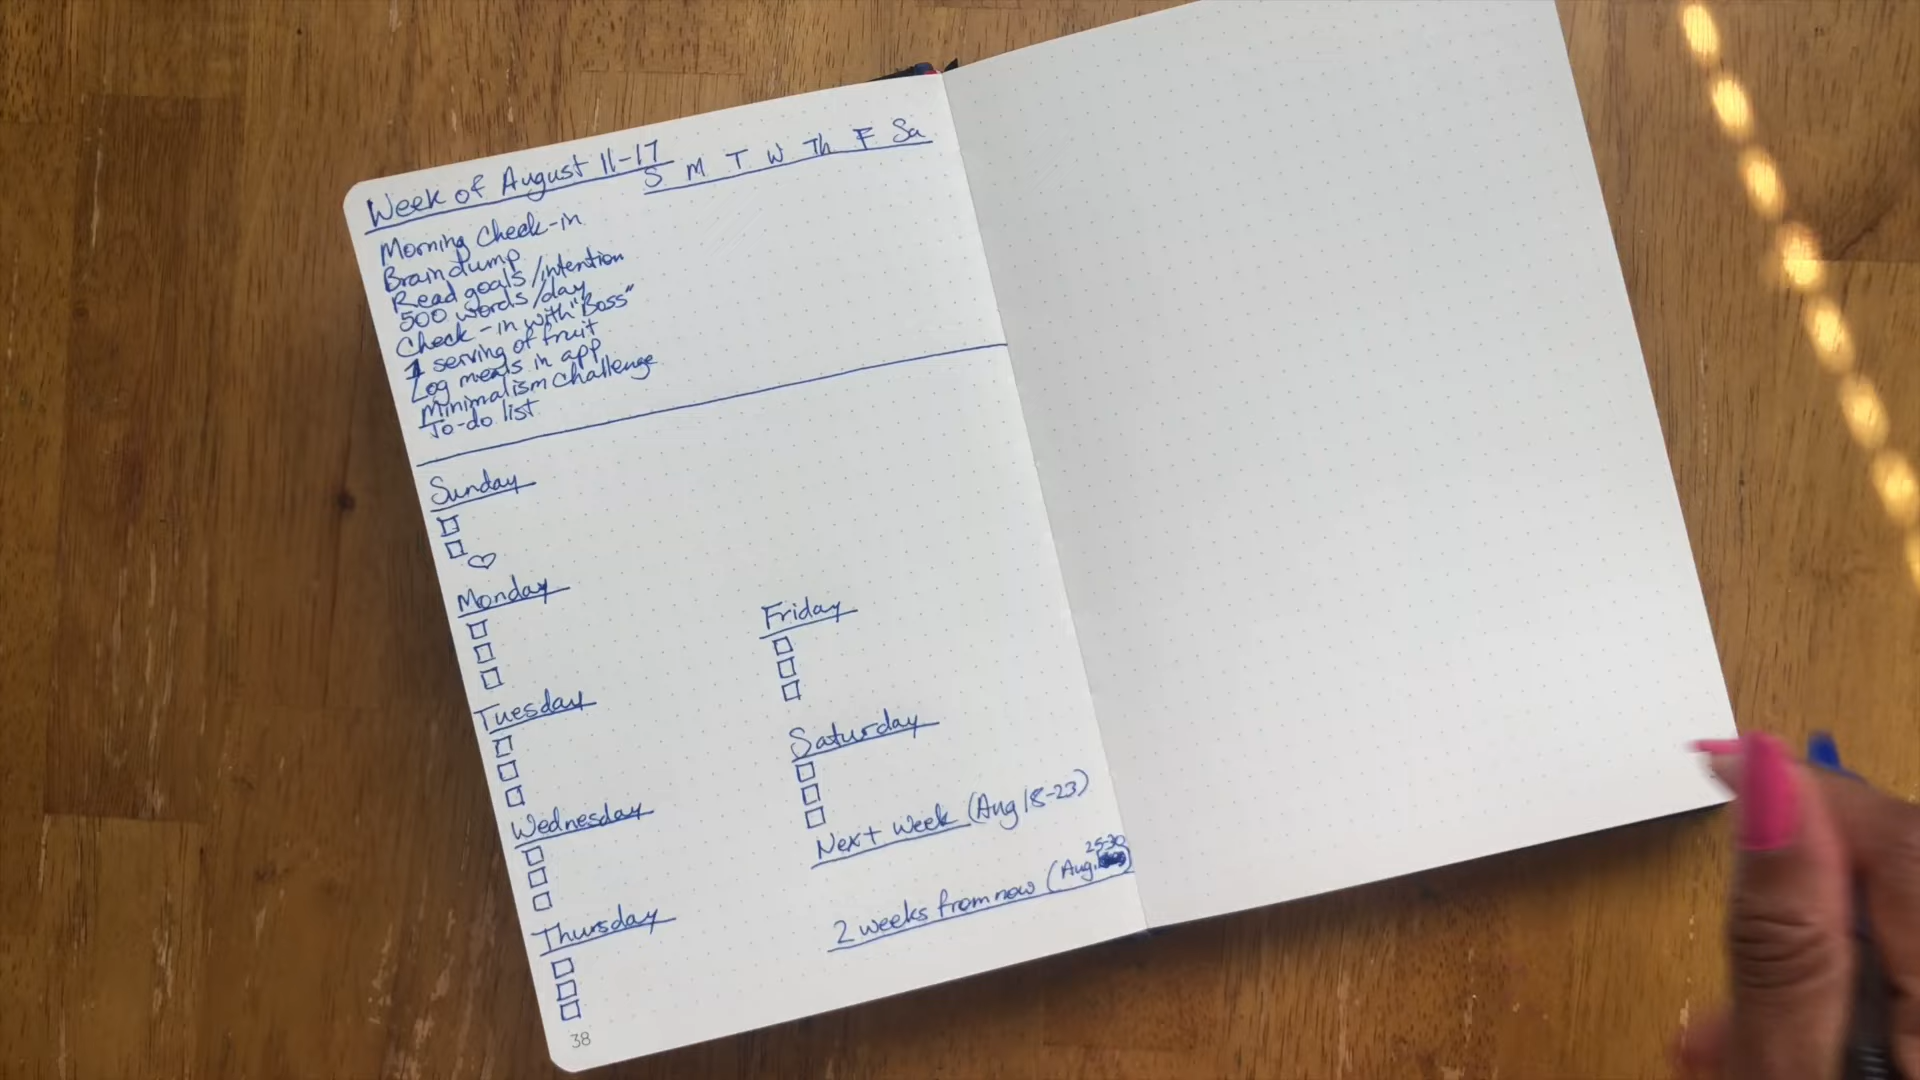 Week of August 11-17
S M T W Th F Sa
Morning Check-in
Braindump
Read goals/intention
500 words/day
Check-in with "Boss"
1 serving of fruit
Log meals in app
Minimalism challenge
To-do list
Sunday
Monday
Tuesday
Wednesday
Thursday
Friday
Saturday
Next Week (Aug 18-23)
25-30
2 weeks from now (Aug.
38